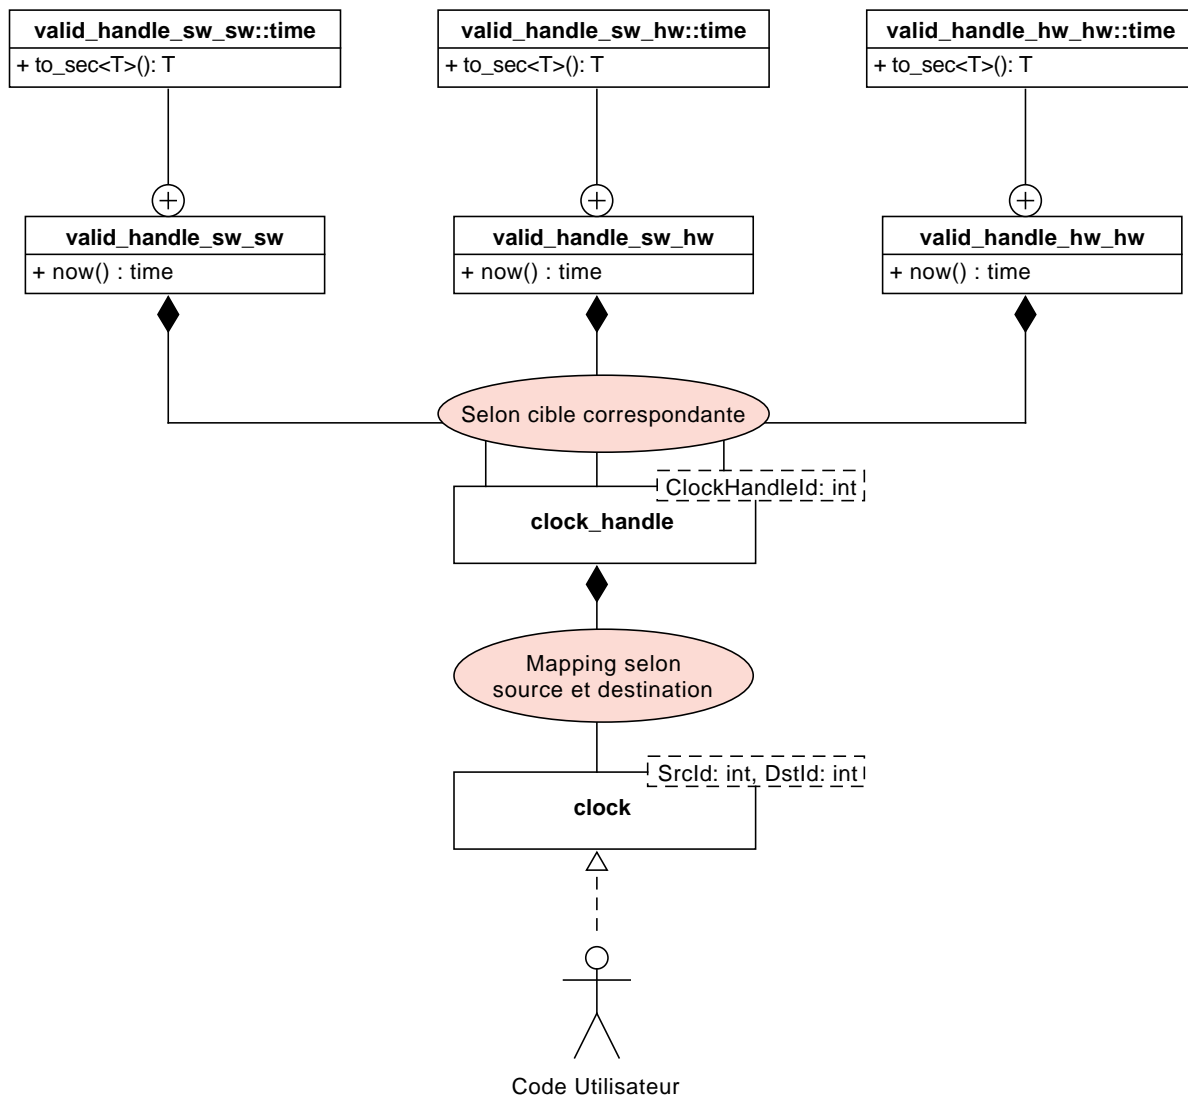 valid_handle_sw_sw::time
+ to_sec<T>(): T
valid_handle_sw_hw::time
+ to_sec<T>(): T
valid_handle_hw_hw::time
+ to_sec<T>(): T
valid_handle_sw_sw
+ now() : time
valid_handle_sw_hw
+ now() : time
valid_handle_hw_hw
+ now() : time
Selon cible correspondante
ClockHandleId: int
clock_handle
Mapping selon
source et destination
SrcId: int, DstId: int
clock
Code Utilisateur